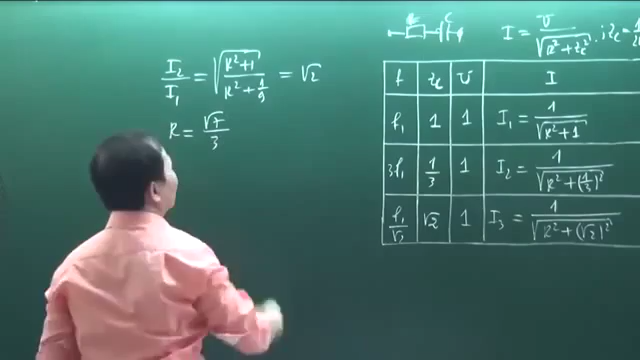 R C
I = U/√(R² + Z_C²) ; Z_C = 1/
I₂/I₁ = √((R² + 1)/(R² + 1/9)) = √2
R = √7/3
f Z_C U I
f₁ 1 1 I₁ = 1/√(R² + 1)
3f₁ 1/3 1 I₂ = 1/√(R² + (1/3)²)
f₁/√2 √2 1 I₃ = 1/√(R² + (√2)²)